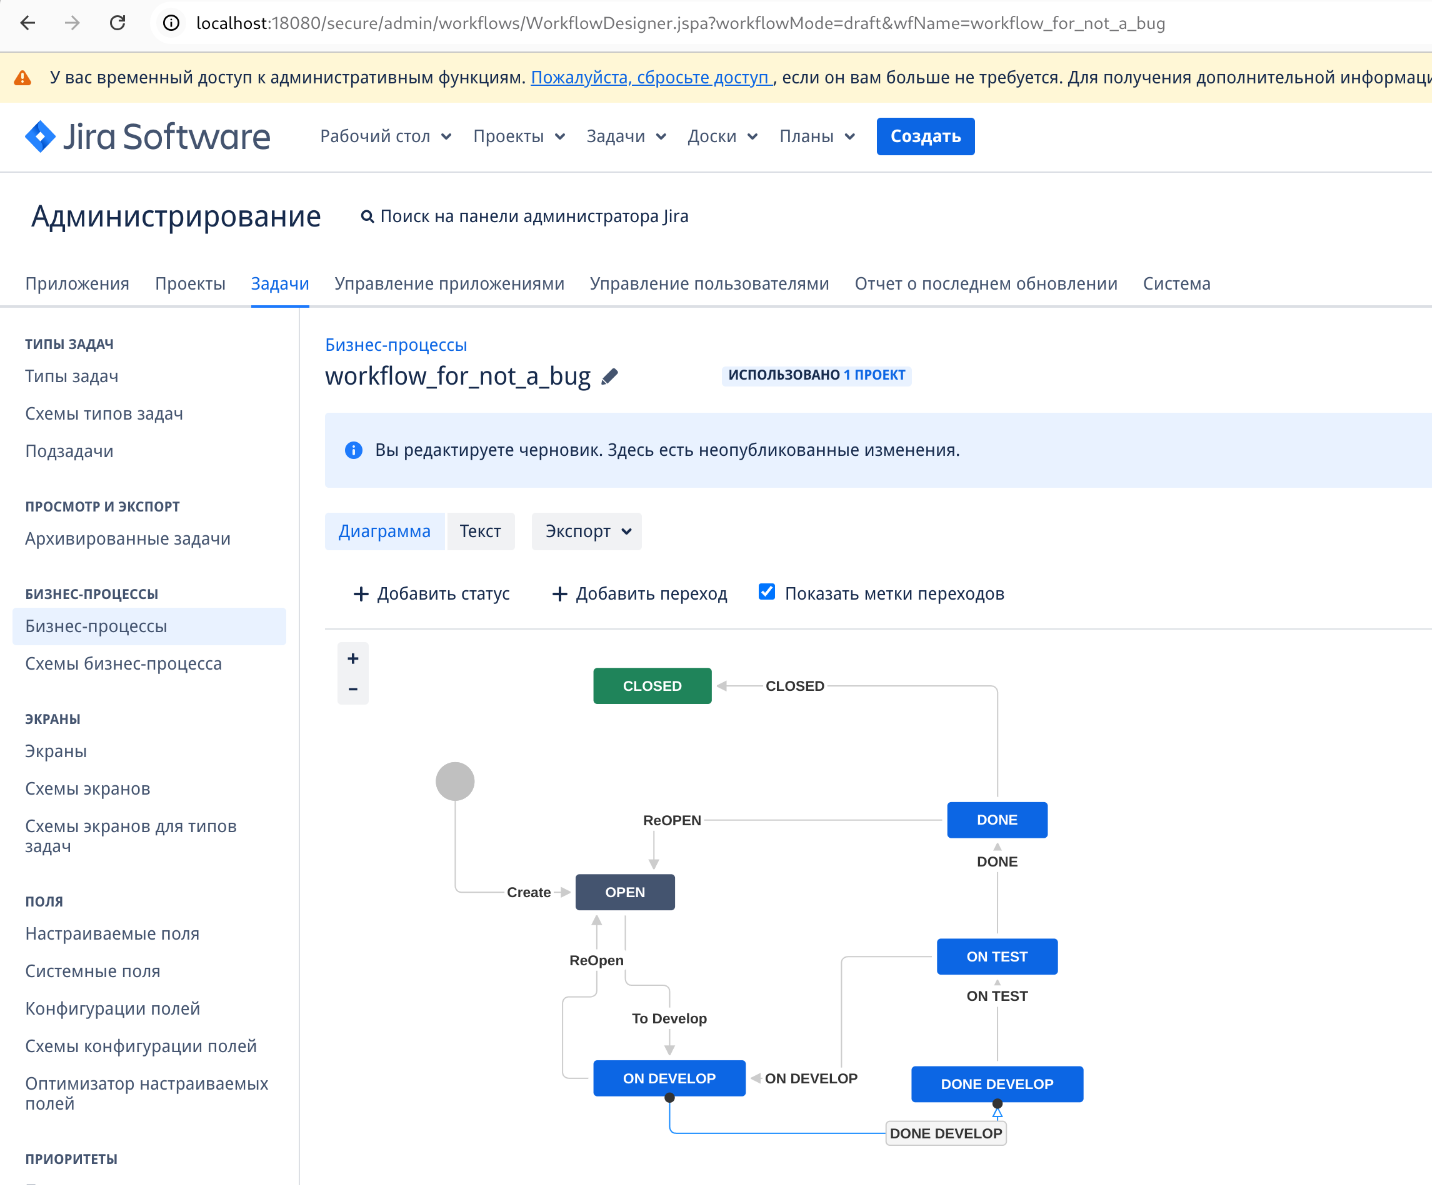 localhost:18080/secure/admin/workflows/WorkflowDesigner.jspa?workflowMode=draft&wfName=workflow_for_not_a_bug
У вас временный доступ к административным функциям. Пожалуйста, сбросьте доступ , если он вам больше не требуется. Для получения дополнительной информаци
Jira Software
Рабочий стол Проекты Задачи Доски Планы Создать
Администрирование Поиск на панели администратора Jira
Приложения Проекты Задачи Управление приложениями Управление пользователями Отчет о последнем обновлении Система
ТИПЫ ЗАДАЧ
Типы задач
Схемы типов задач
Подзадачи
ПРОСМОТР И ЭКСПОРТ
Архивированные задачи
БИЗНЕС-ПРОЦЕССЫ
Бизнес-процессы
Схемы бизнес-процесса
ЭКРАНЫ
Экраны
Схемы экранов
Схемы экранов для типов
задач
ПОЛЯ
Настраиваемые поля
Системные поля
Конфигурации полей
Схемы конфигурации полей
Оптимизатор настраиваемых
полей
ПРИОРИТЕТЫ
Бизнес-процессы
workflow_for_not_a_bug
ИСПОЛЬЗОВАНО 1 ПРОЕКТ
Вы редактируете черновик. Здесь есть неопубликованные изменения.
Диаграмма Текст Экспорт
+ Добавить статус + Добавить переход Показать метки переходов
+
−
CLOSED CLOSED
ReOPEN DONE
DONE
Create OPEN
ReOpen ON TEST
ON TEST
To Develop
ON DEVELOP ON DEVELOP DONE DEVELOP
DONE DEVELOP